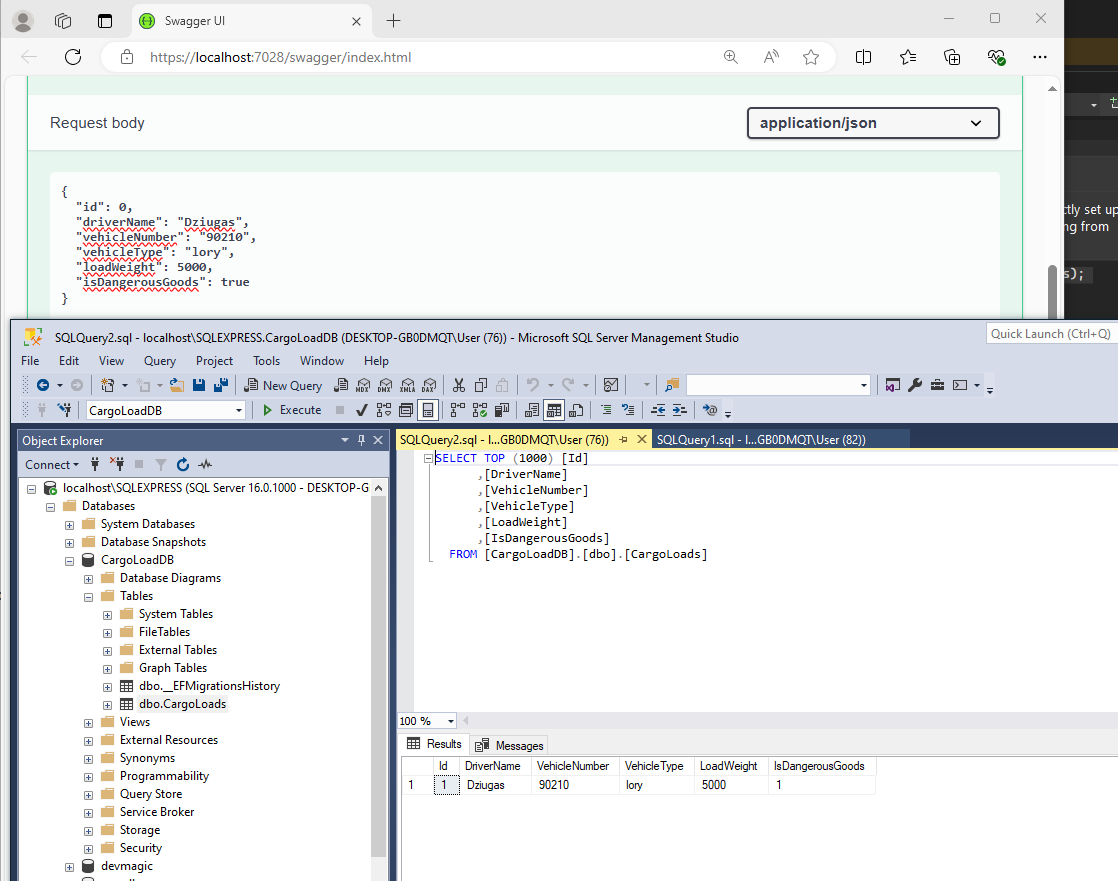 Swagger UI
https://localhost:7028/swagger/index.html
Request body
application/json
{
"id": 0,
"driverName": "Dziugas",
"vehicleNumber": "90210",
"vehicleType": "lory",
"loadWeight": 5000,
"isDangerousGoods": true
}
ctly set up
ng from
s);
SQLQuery2.sql - localhost\SQLEXPRESS.CargoLoadDB (DESKTOP-GB0DMQT\User (76)) - Microsoft SQL Server Management Studio
Quick Launch (Ctrl+Q)
File Edit View Query Project Tools Window Help
New Query MDX DMX XMLA DAX
CargoLoadDB Execute
Object Explorer
Connect
localhost\SQLEXPRESS (SQL Server 16.0.1000 - DESKTOP-G
Databases
System Databases
Database Snapshots
CargoLoadDB
Database Diagrams
Tables
System Tables
FileTables
External Tables
Graph Tables
dbo.__EFMigrationsHistory
dbo.CargoLoads
Views
External Resources
Synonyms
Programmability
Query Store
Service Broker
Storage
Security
devmagic
SQLQuery2.sql - l...GB0DMQT\User (76))
SQLQuery1.sql - l...GB0DMQT\User (82))
SELECT TOP (1000) [Id]
,[DriverName]
,[VehicleNumber]
,[VehicleType]
,[LoadWeight]
,[IsDangerousGoods]
FROM [CargoLoadDB].[dbo].[CargoLoads]
100 %
Results Messages
Id DriverName VehicleNumber VehicleType LoadWeight IsDangerousGoods
1 1 Dziugas 90210 lory 5000 1